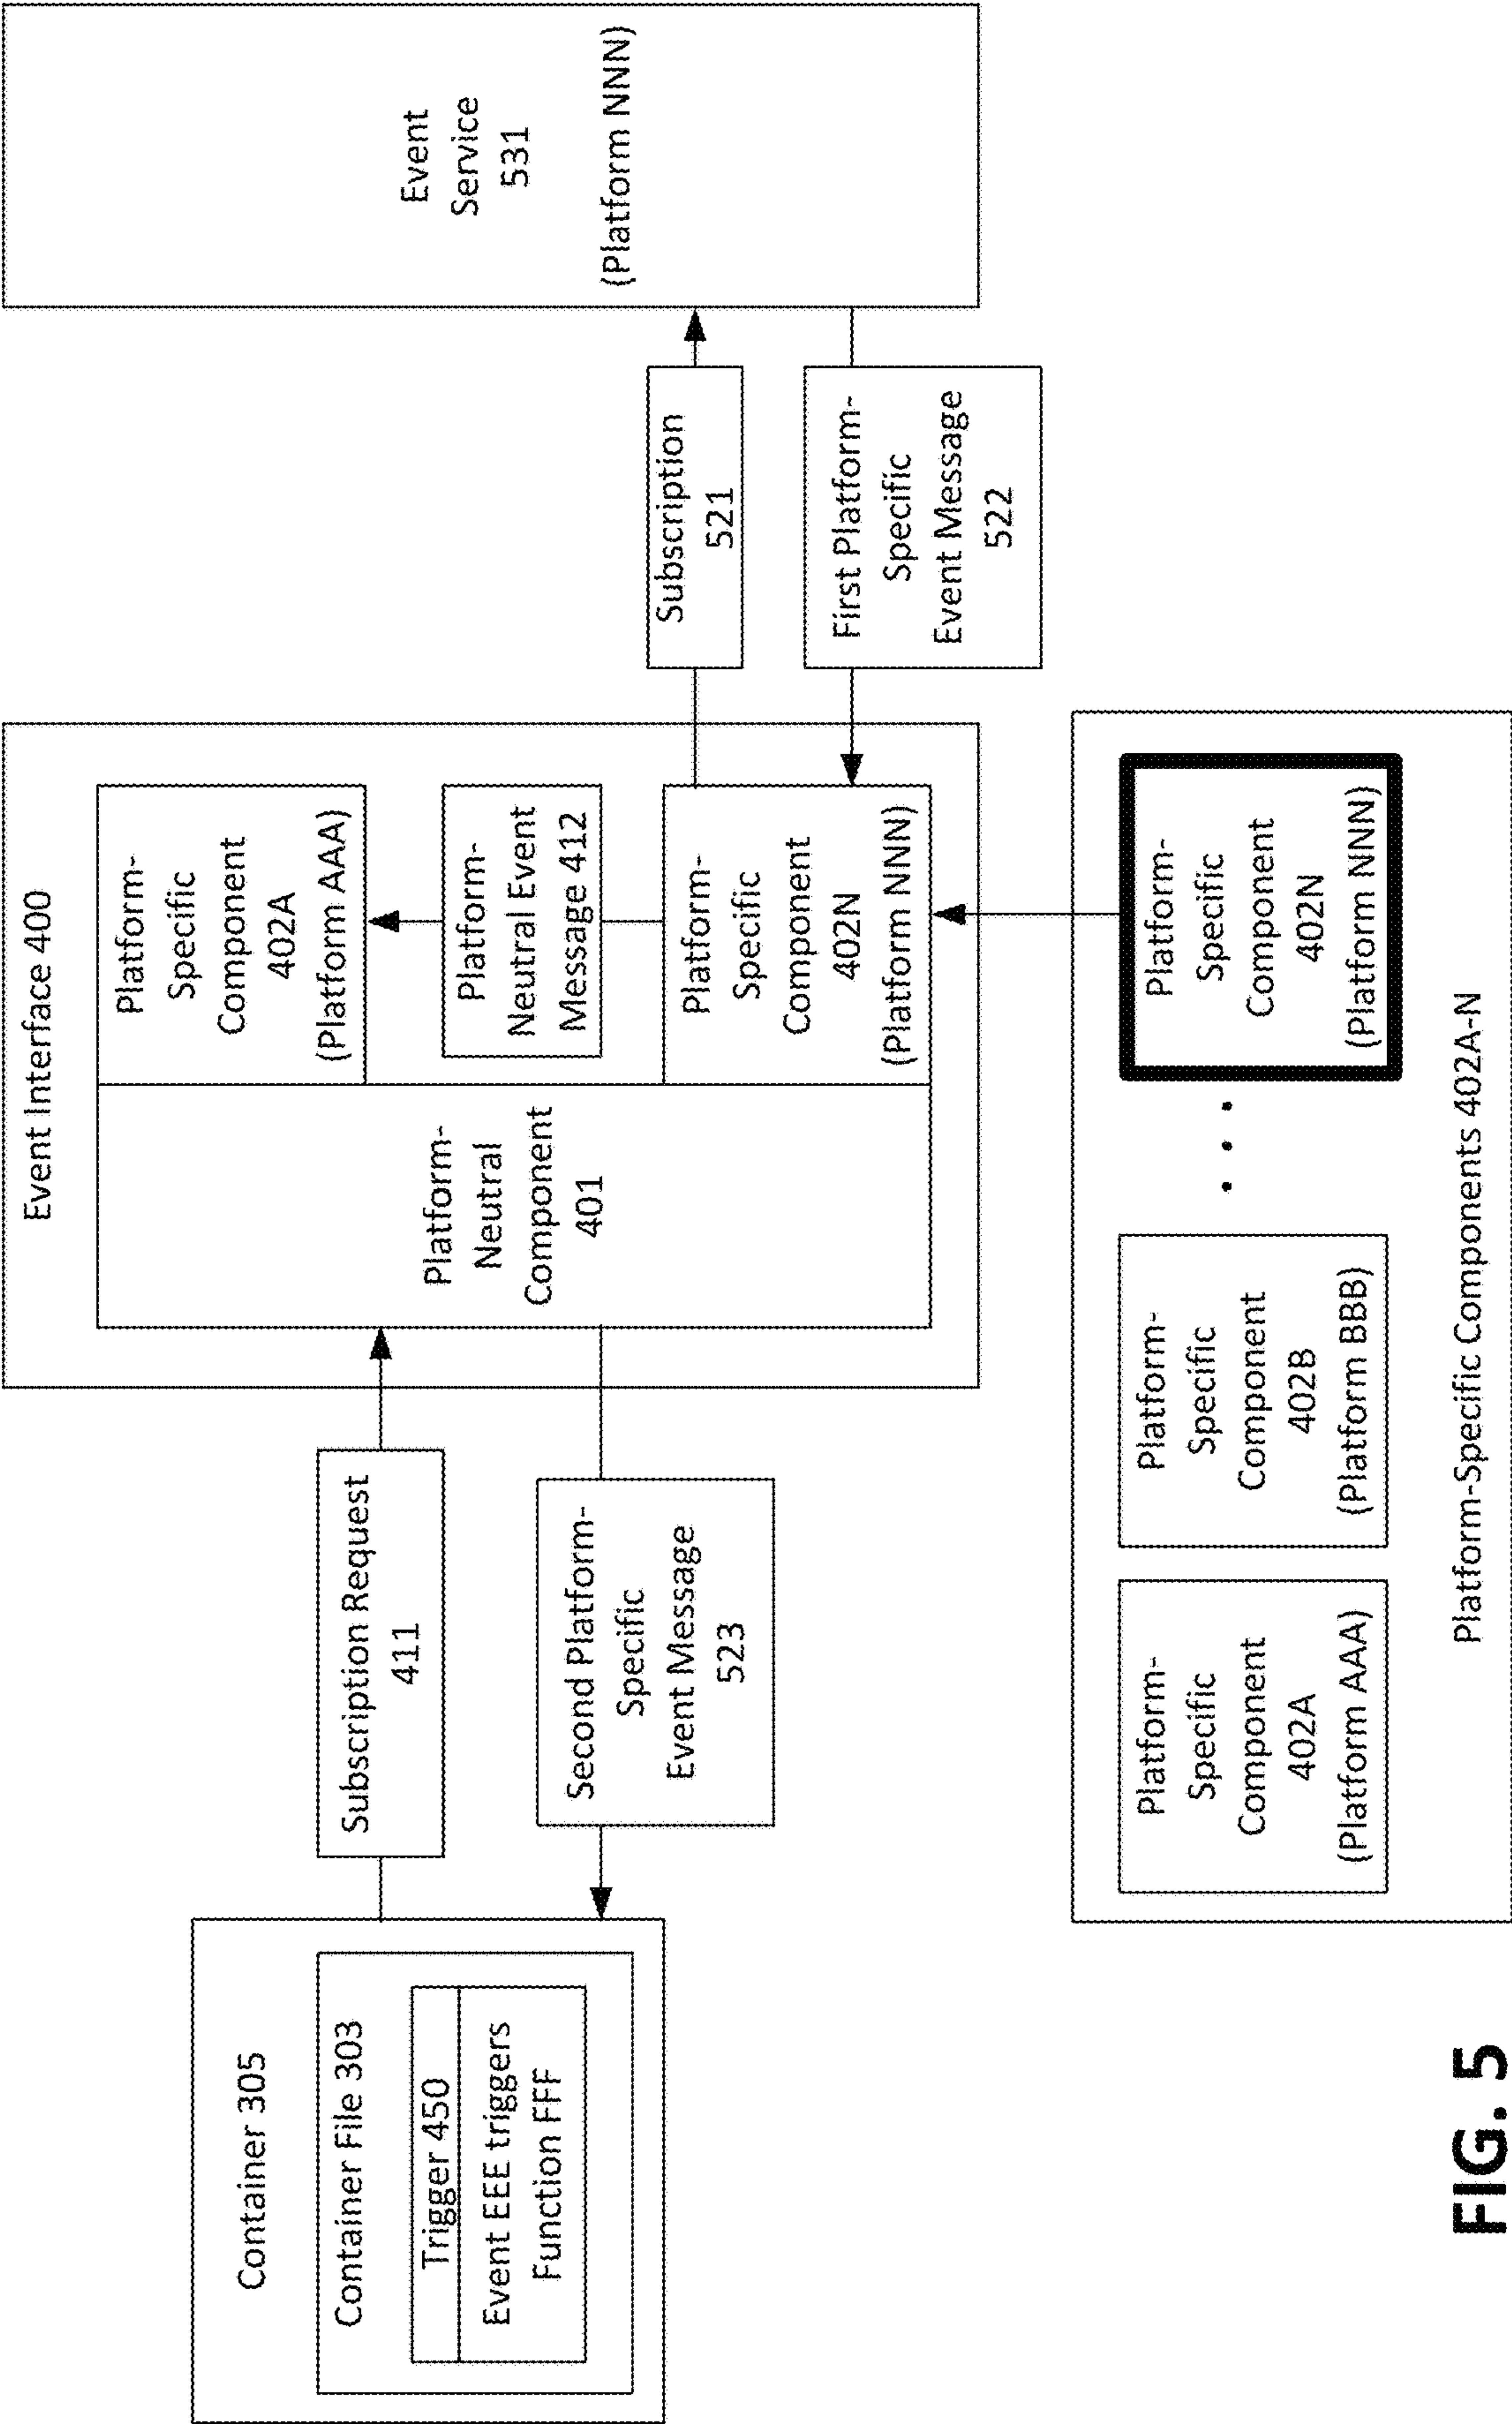 Container 305
Container File 303
Trigger 450
Event EEE triggers
Function FFF
Subscription Request
411
Second Platform-
Specific
Event Message
523
Event Interface 400
Platform-
Neutral
Component
401
Platform-
Specific
Component
402A
(Platform AAA)
Platform-
Neutral Event
Message 412
Platform-
Specific
Component
402N
(Platform NNN)
Subscription
521
First Platform-
Specific
Event Message
522
Event
Service
531
(Platform NNN)
Platform-
Specific
Component
402A
(Platform AAA)
Platform-
Specific
Component
402B
(Platform BBB)
. . .
Platform-
Specific
Component
402N
(Platform NNN)
Platform-Specific Components 402A-N
FIG. 5